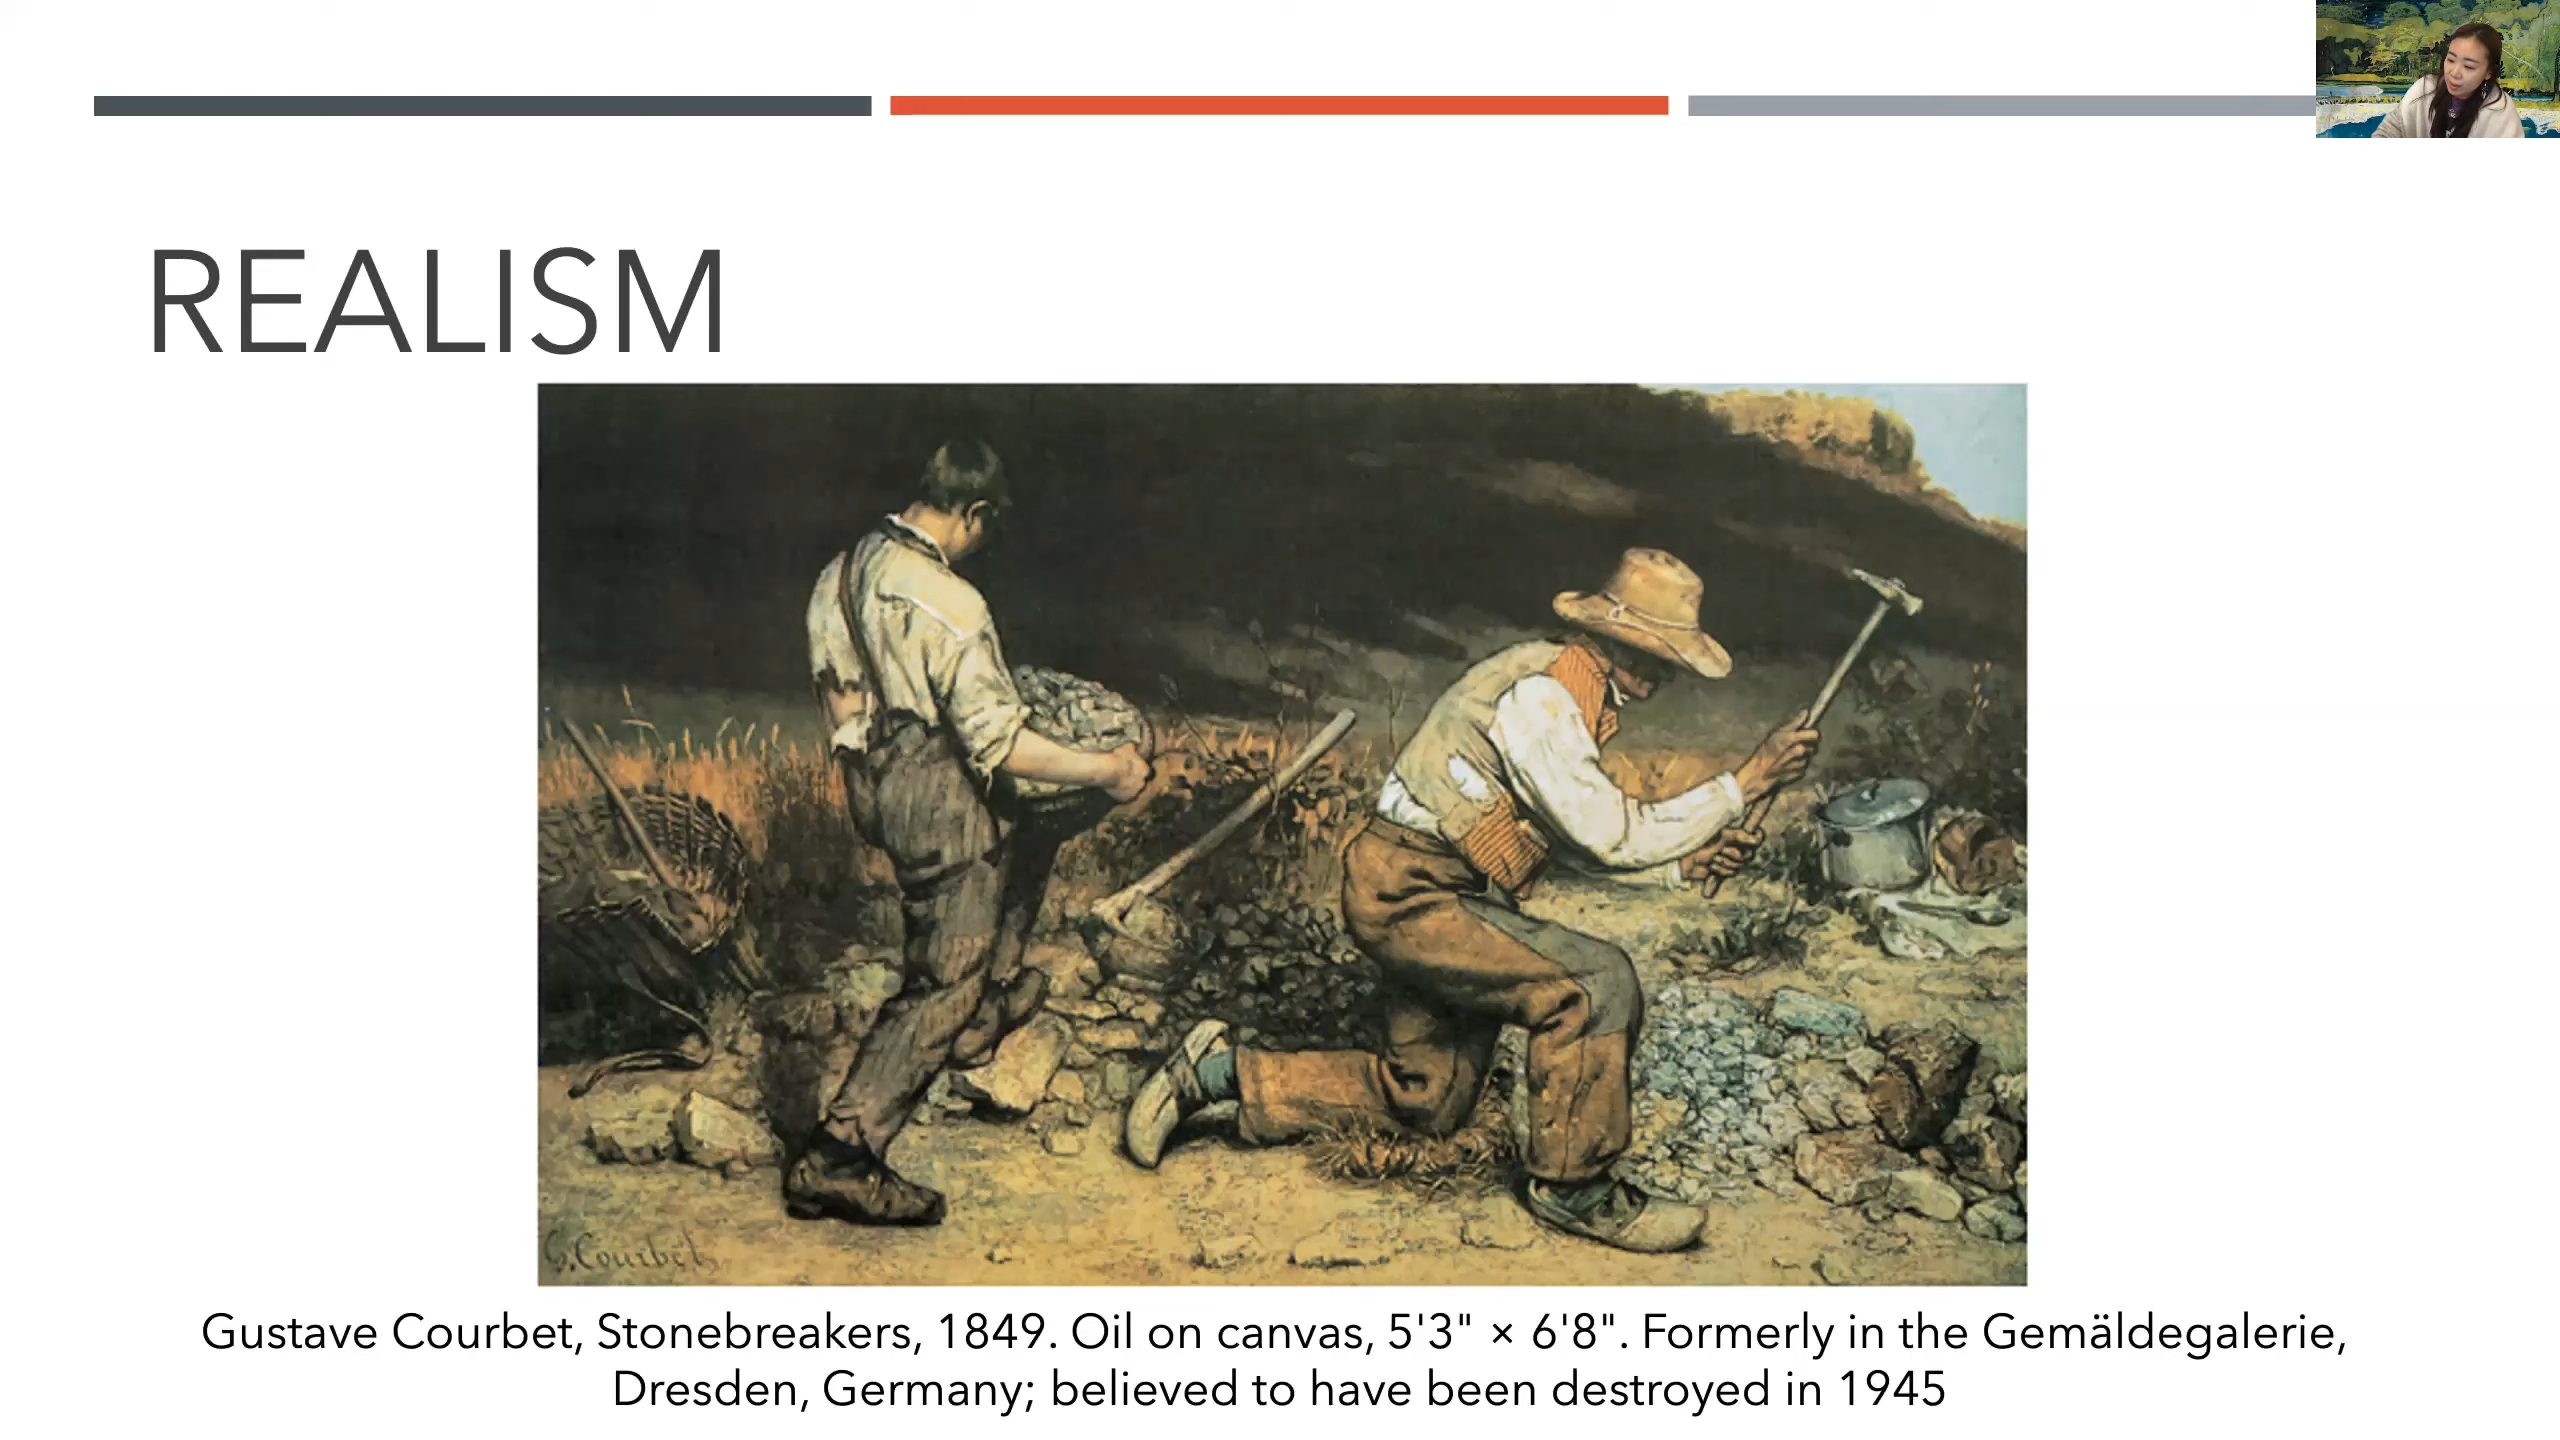 REALISM
G. Courbet
Gustave Courbet, Stonebreakers, 1849. Oil on canvas, 5'3" × 6'8". Formerly in the Gemäldegalerie,
Dresden, Germany; believed to have been destroyed in 1945